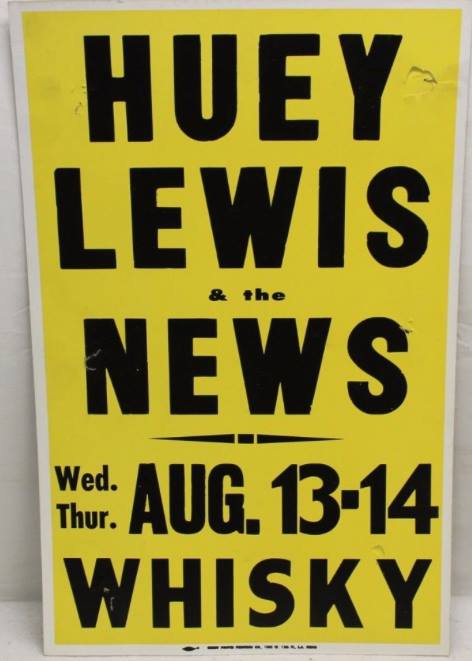 HUEY
LEWIS
& the
NEWS
Wed.
Thur. AUG. 13-14
WHISKY